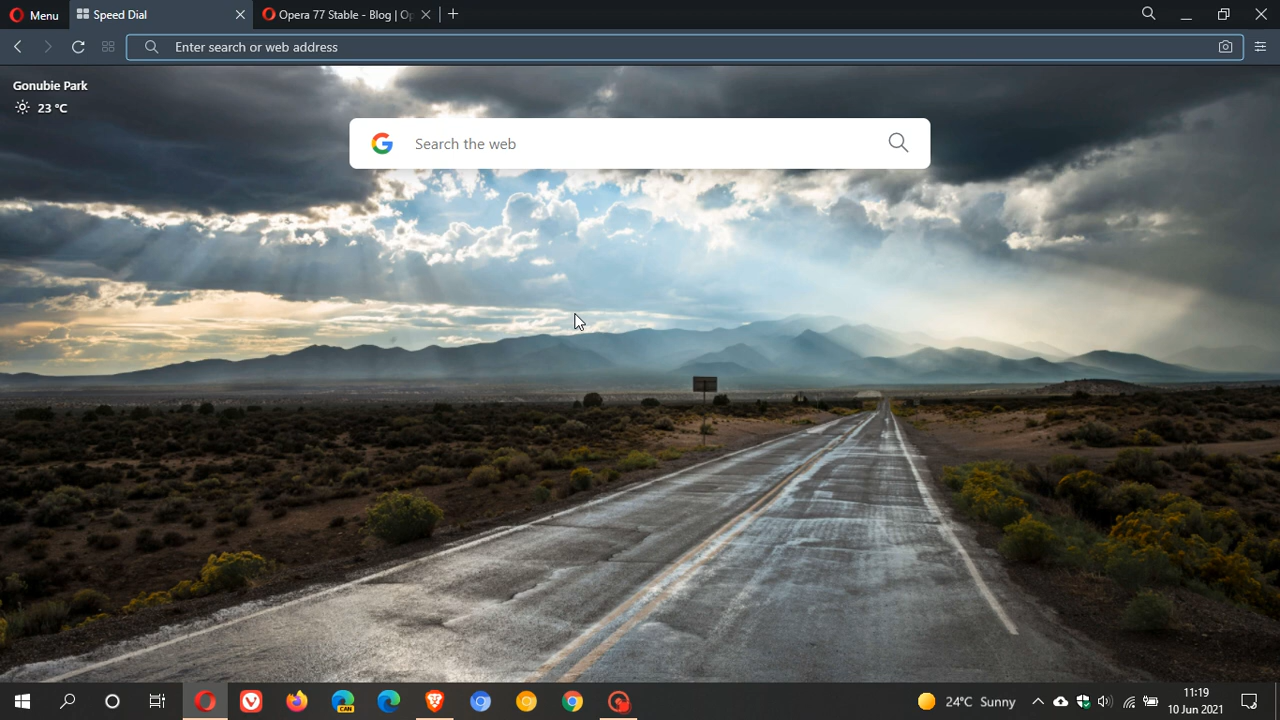 Menu
Speed Dial
Opera 77 Stable - Blog | Op
Enter search or web address
Gonubie Park
23 °C
Search the web
CAN
24°C Sunny
11:19
10 Jun 2021